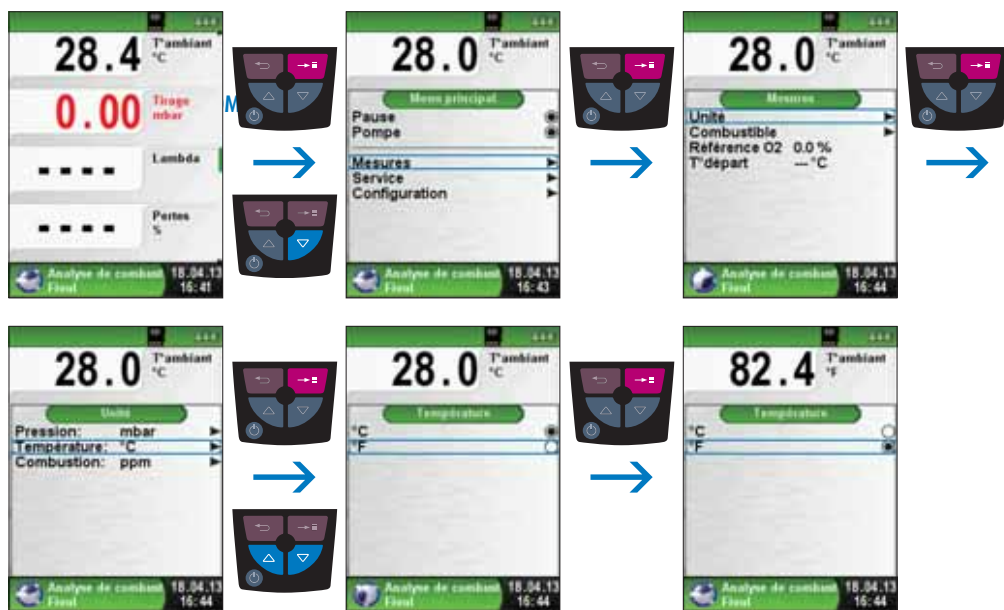 28.4 T°ambiant °C
0.00 Tirage mbar
M
---- Lambda
---- Pertes %
Analyse de combust 18.04.13
Fioul 16:41
28.0 T°ambiant °C
Menu principal
Pause
Pompe
Mesures
Service
Configuration
Analyse de combust 18.04.13
Fioul 16:43
28.0 T°ambiant °C
Mesures
Unité
Combustible
Référence O2 0.0 %
T°départ ---°C
Analyse de combust 18.04.13
Fioul 16:44
28.0 T°ambiant °C
Unité
Pression: mbar
Température: °C
Combustion: ppm
Analyse de combust 18.04.13
Fioul 16:44
28.0 T°ambiant °C
Température
°C
°F
Analyse de combust 18.04.13
Fioul 16:44
82.4 T°ambiant °F
Température
°C
°F
Analyse de combust 18.04.13
Fioul 16:44